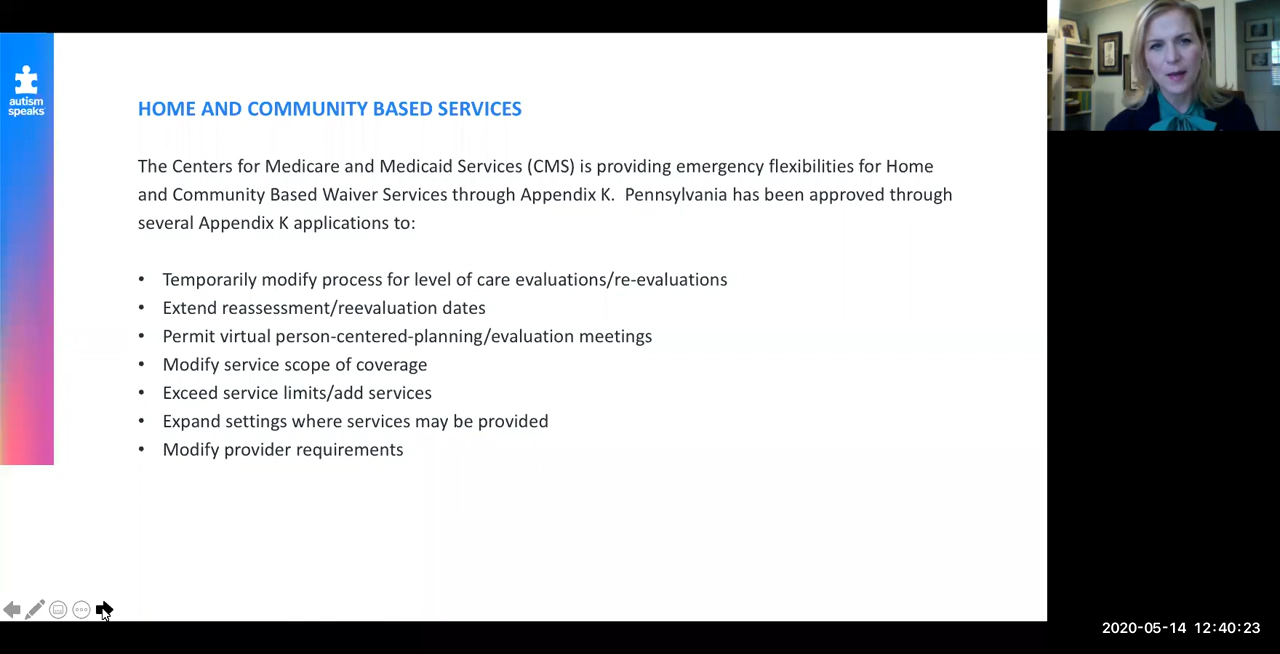 autism
speaks
HOME AND COMMUNITY BASED SERVICES
The Centers for Medicare and Medicaid Services (CMS) is providing emergency flexibilities for Home
and Community Based Waiver Services through Appendix K.  Pennsylvania has been approved through
several Appendix K applications to:
• Temporarily modify process for level of care evaluations/re-evaluations
• Extend reassessment/reevaluation dates
• Permit virtual person-centered-planning/evaluation meetings
• Modify service scope of coverage
• Exceed service limits/add services
• Expand settings where services may be provided
• Modify provider requirements
2020-05-14 12:40:23